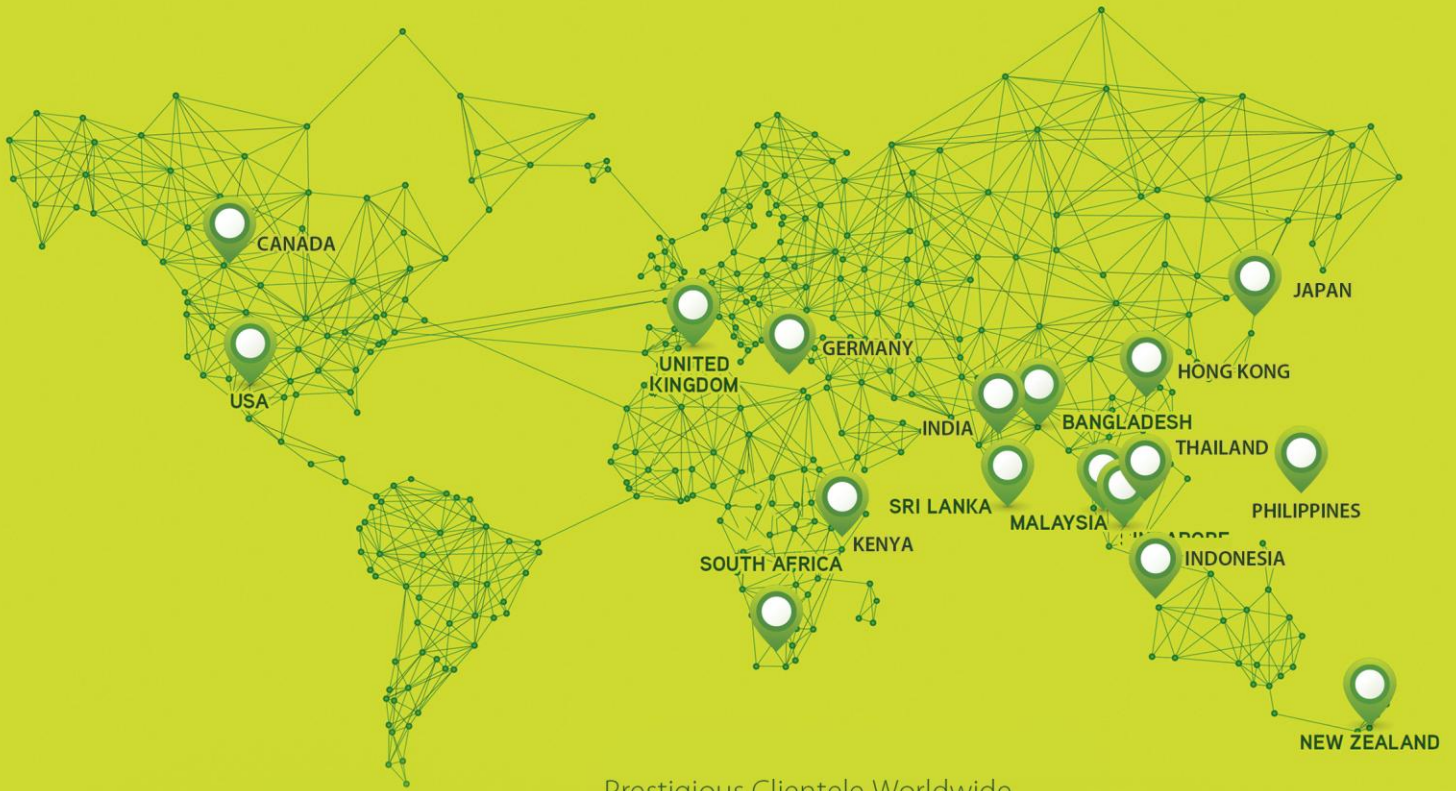 CANADA
JAPAN
GERMANY
UNITED
KINGDOM
HONG KONG
USA
BANGLADESH
INDIA
THAILAND
SRI LANKA
PHILIPPINES
MALAYSIA
KENYA
INDONESIA
SOUTH AFRICA
NEW ZEALAND
Prestigious Clientele Worldwide